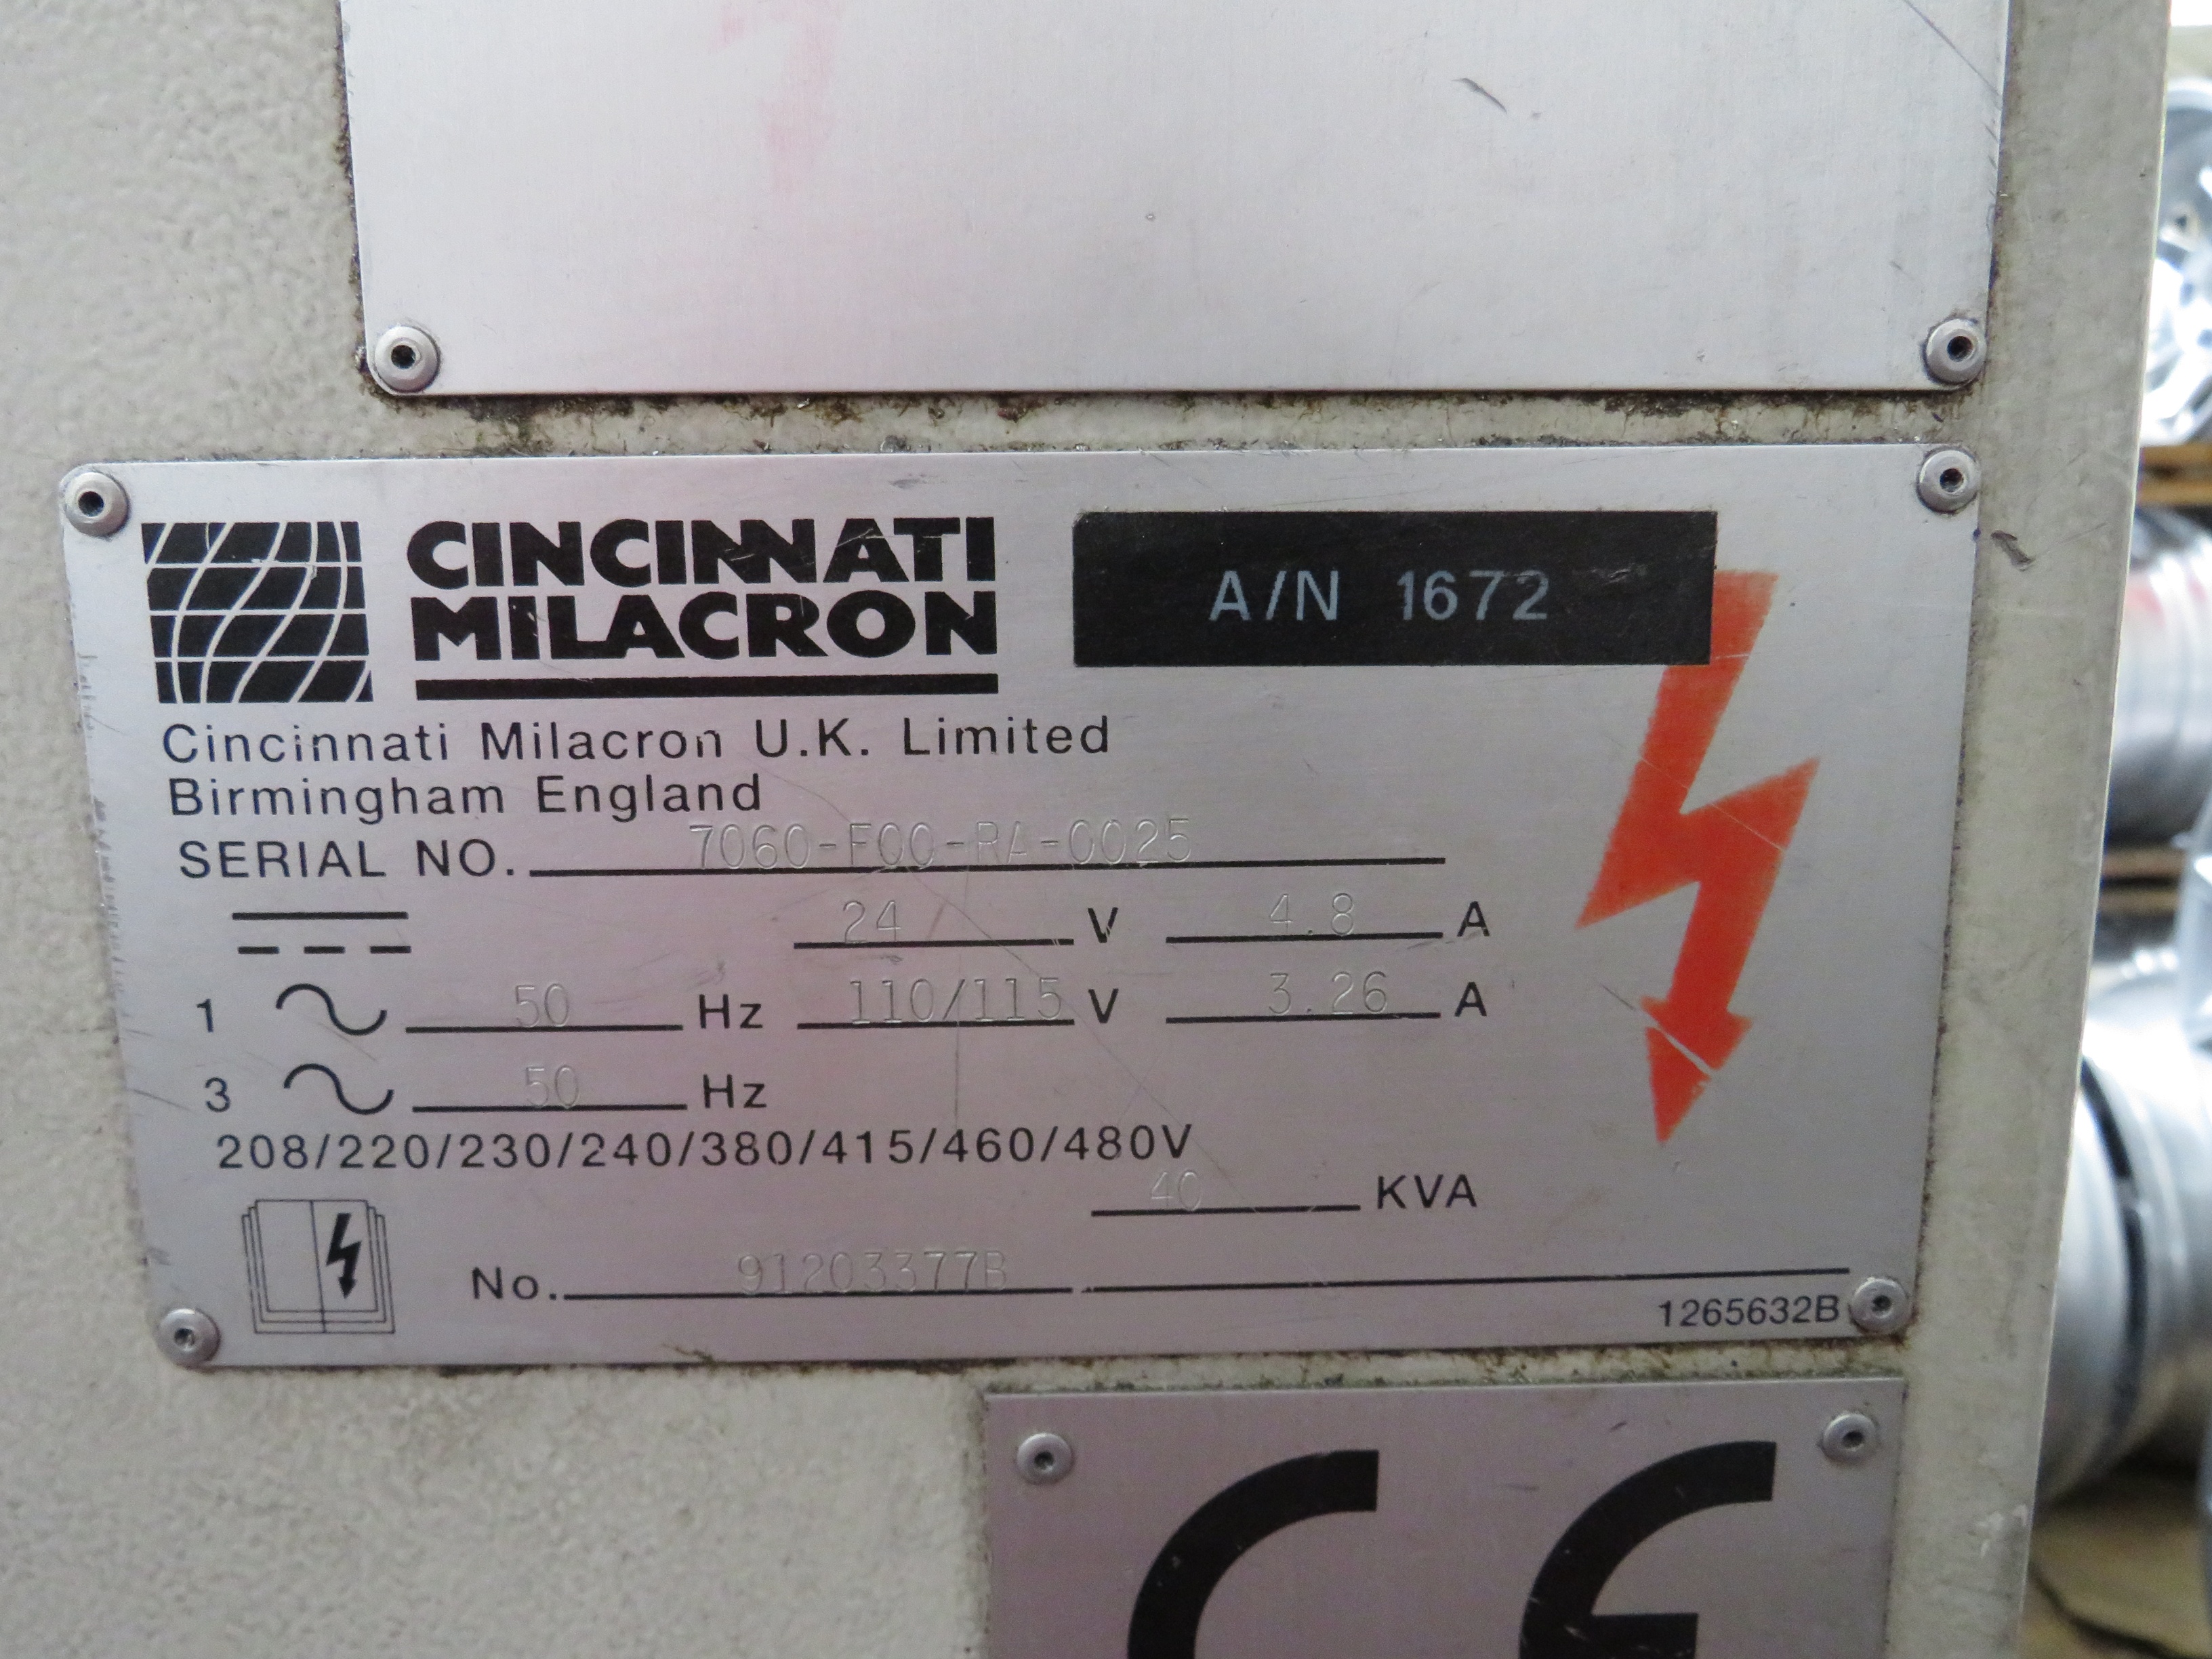 CINCINNATI
MILACRON
A/N 1672
Cincinnati Milacron U.K. Limited
Birmingham England
SERIAL NO. 7060-F00-RA-0025
24 V 4.8 A
1 50 Hz 110/115 V 3.26 A
3 50 Hz
208/220/230/240/380/415/460/480V
40 KVA
No. 91203377B
1265632B
CE